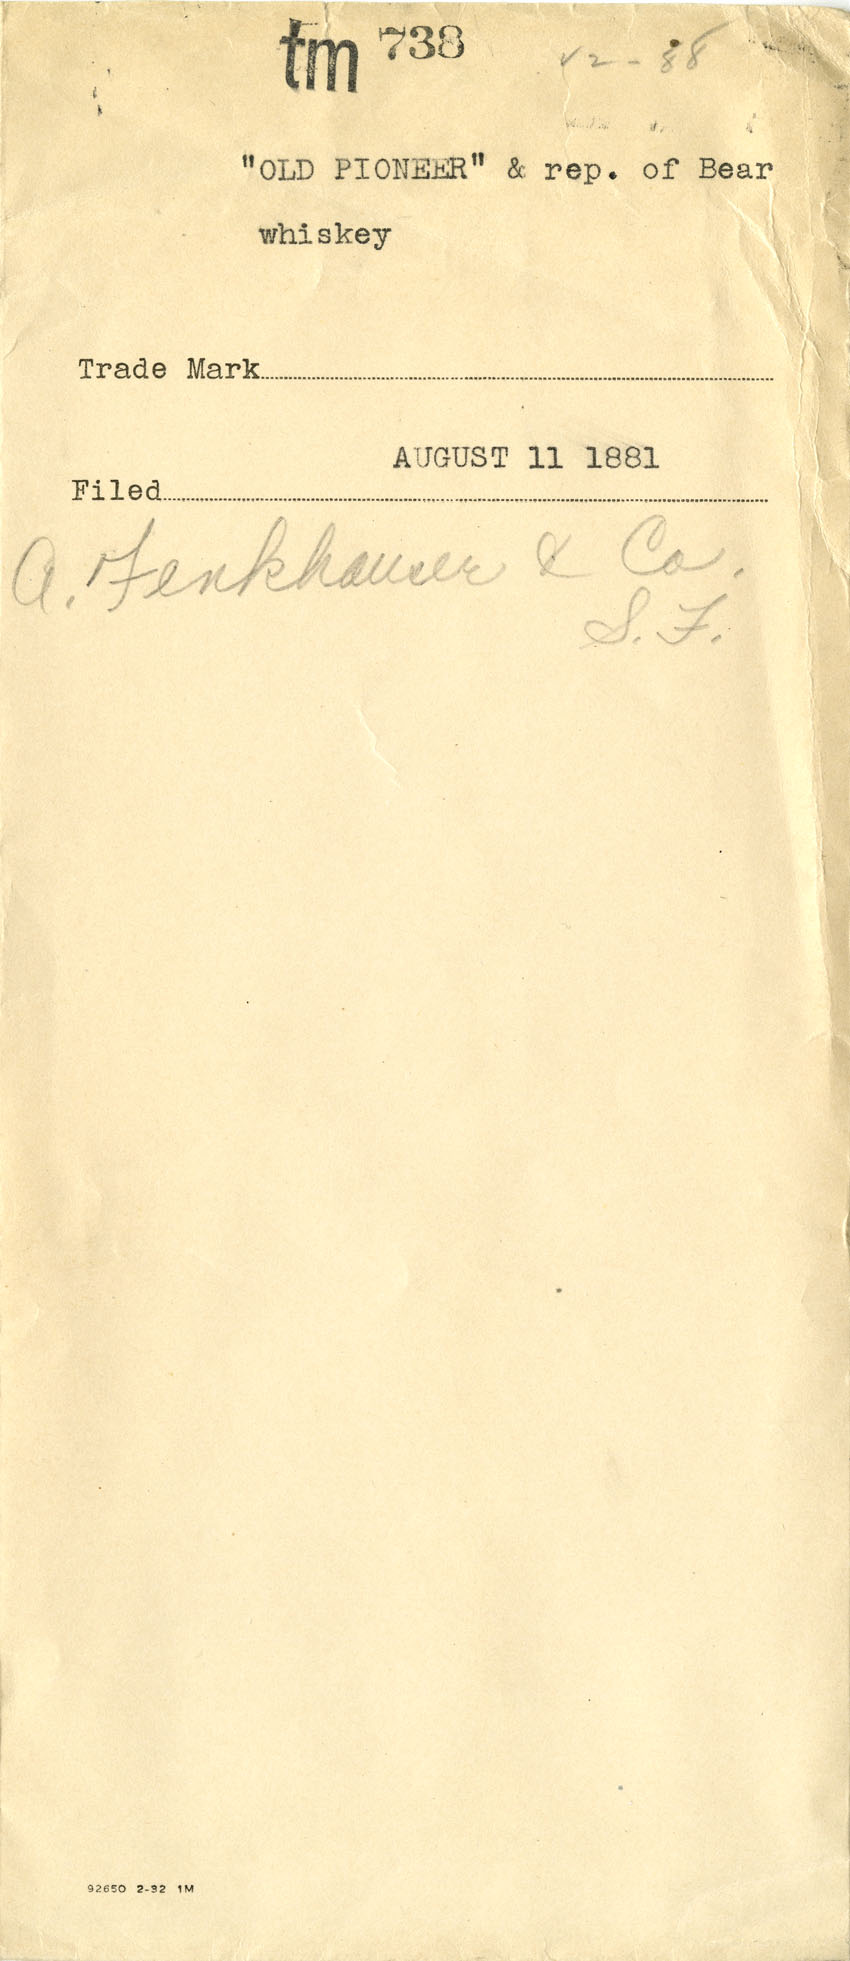 tm 738
"OLD PIONEER" & rep. of Bear
whiskey
Trade Mark
AUGUST 11 1881
Filed
A. Fenkhauser & Co.
S. F.
92650 2-32 1M